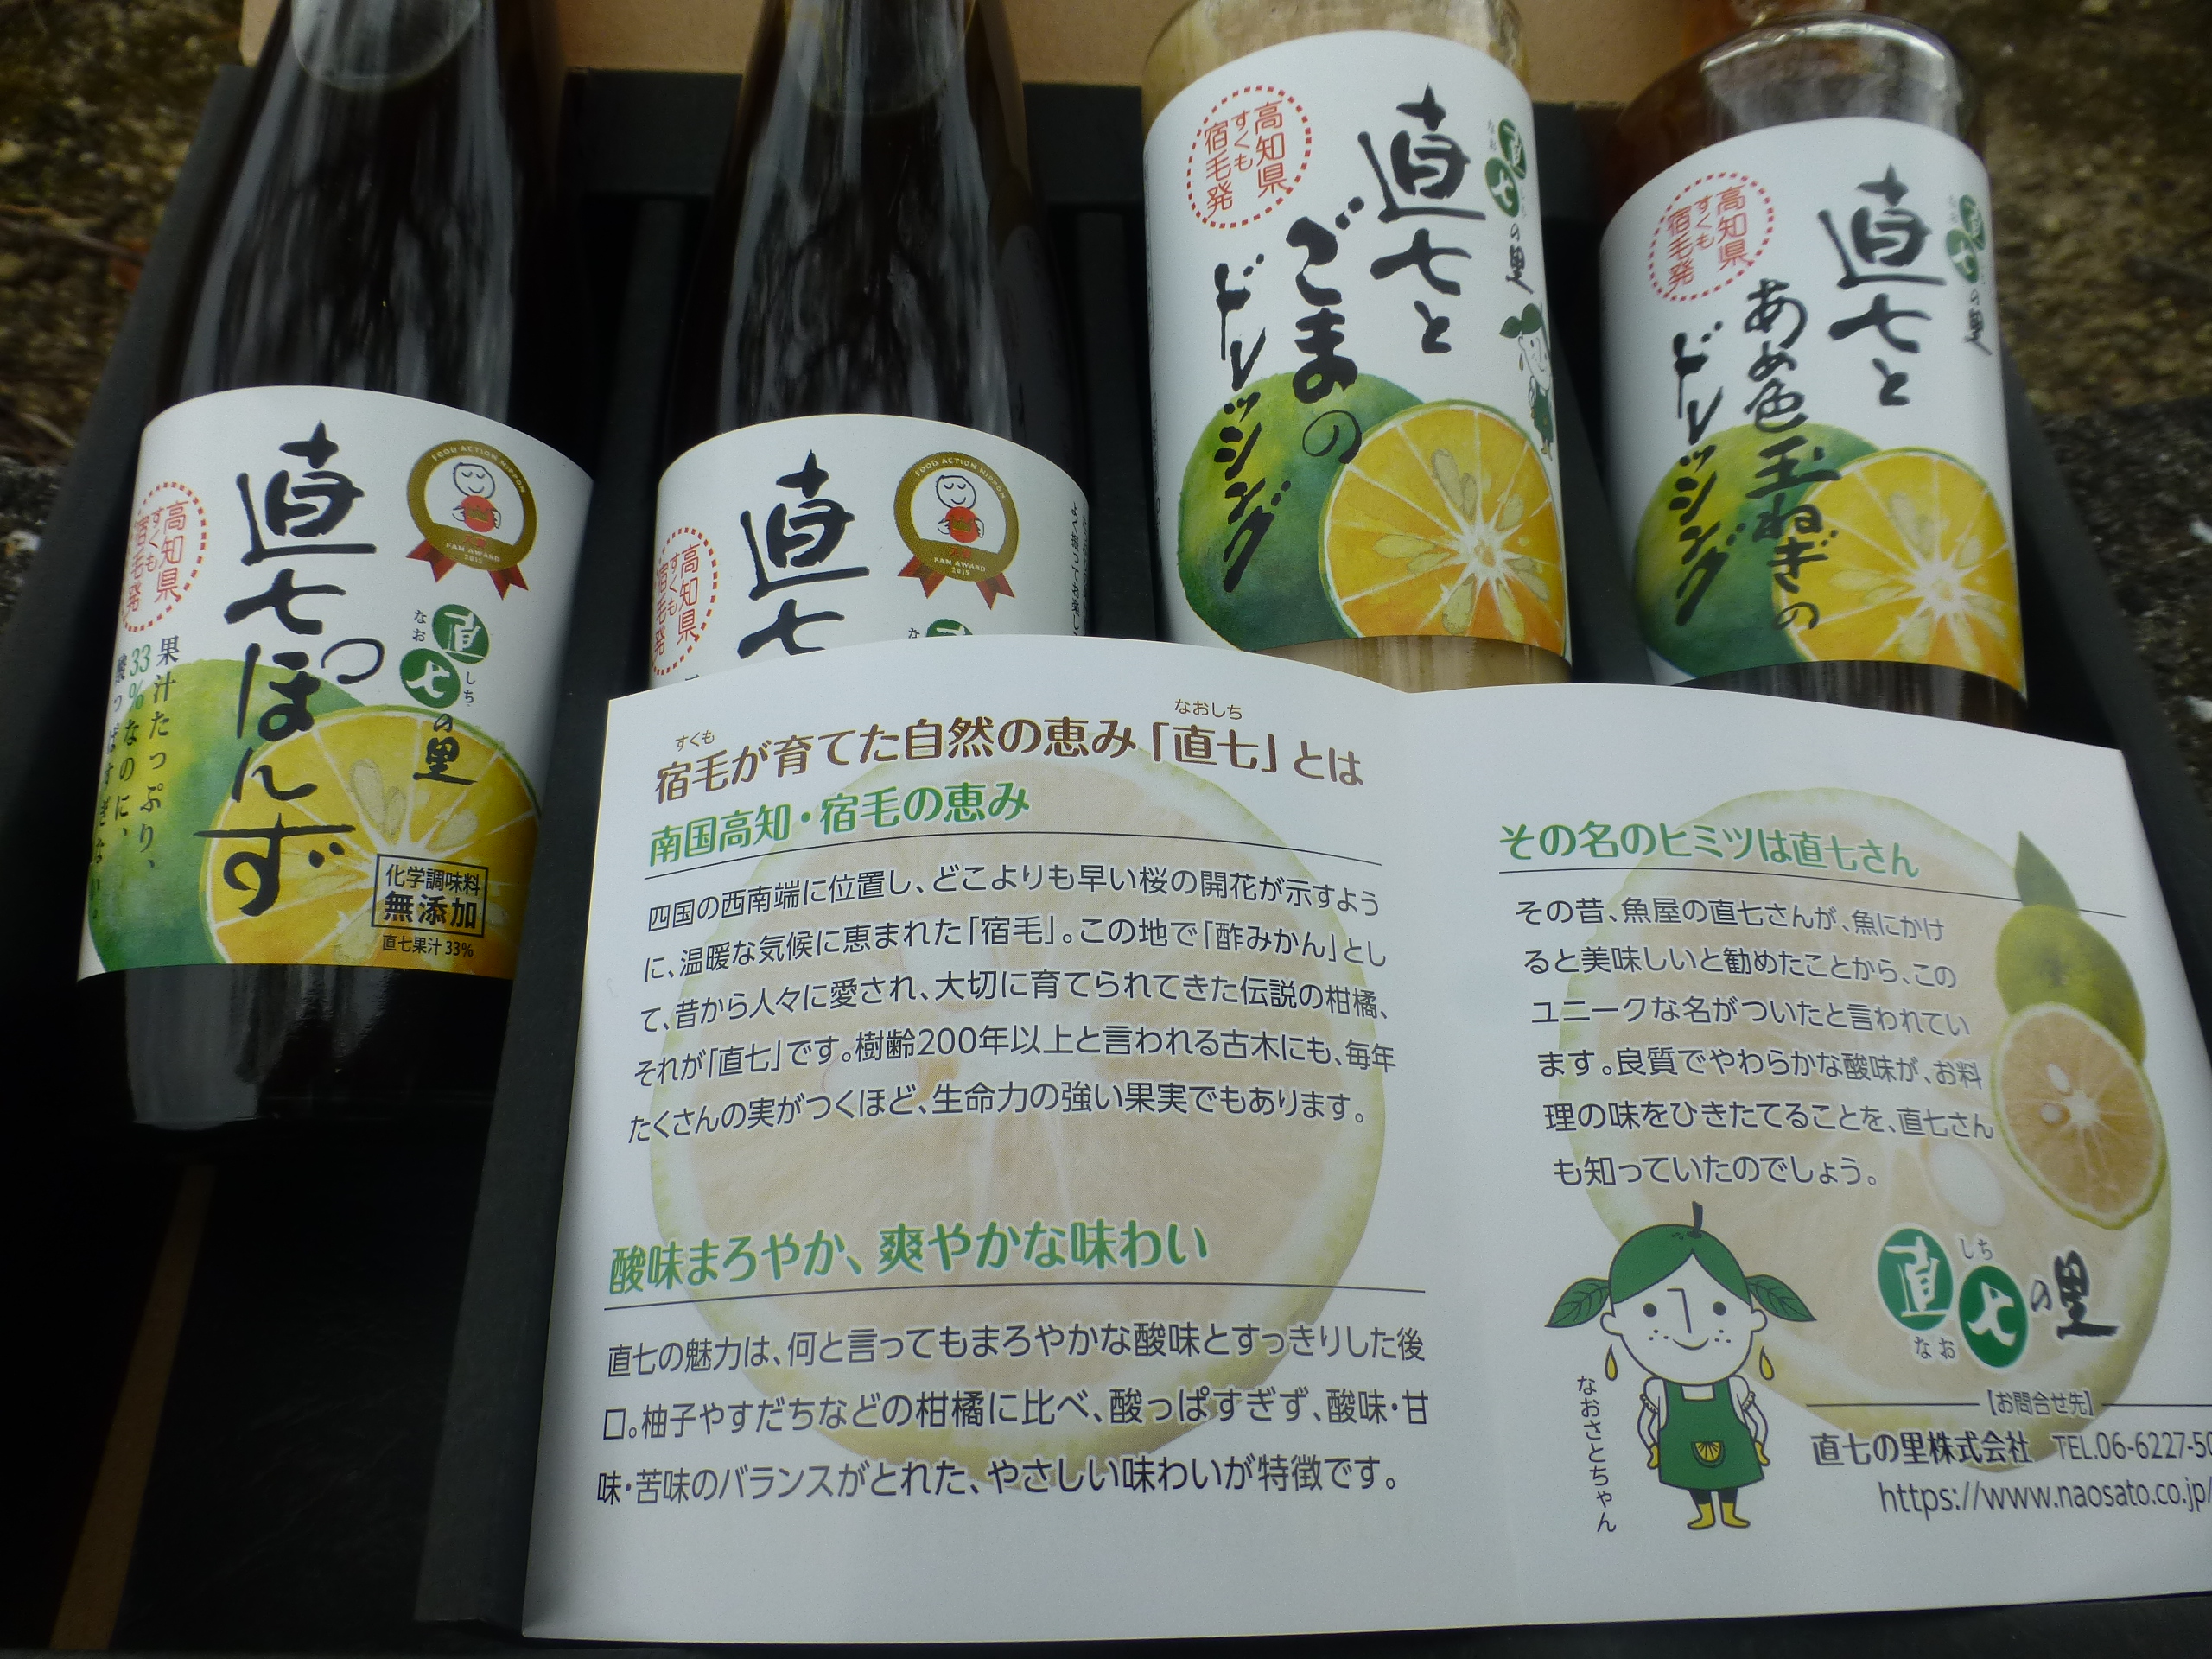 直七っぽんず
高知県
すくも
宿毛発
FOOD ACTION NIPPON
FAN AWARD
2015
直七の里
なおしち
果汁たっぷり、
33%なのに、
酸っぱすぎない。
化学調味料
無添加
直七果汁 33%
直七
高知県
すくも
宿毛発
FOOD ACTION NIPPON
FAN AWARD
2015
なお
直七と
ごまの
ドレッシング
高知県
すくも
宿毛発
直七の里
なお
直七と
あめ色玉ねぎの
ドレッシング
高知県
すくも
宿毛発
直七の里
すくも なおしち
宿毛が育てた自然の恵み「直七」とは
南国高知・宿毛の恵み
四国の西南端に位置し、どこよりも早い桜の開花が示すよう
に、温暖な気候に恵まれた「宿毛」。この地で「酢みかん」とし
て、昔から人々に愛され、大切に育てられてきた伝説の柑橘、
それが「直七」です。樹齢200年以上と言われる古木にも、毎年
たくさんの実がつくほど、生命力の強い果実でもあります。
酸味まろやか、爽やかな味わい
直七の魅力は、何と言ってもまろやかな酸味とすっきりした後
口。柚子やすだちなどの柑橘に比べ、酸っぱすぎず、酸味・甘
味・苦味のバランスがとれた、やさしい味わいが特徴です。
その名のヒミツは直七さん
その昔、魚屋の直七さんが、魚にかけ
ると美味しいと勧めたことから、この
ユニークな名がついたと言われてい
ます。良質でやわらかな酸味が、お料
理の味をひきたてることを、直七さん
も知っていたのでしょう。
なおさとちゃん
直七の里
なおしち
【お問合せ先】
直七の里株式会社 TEL.06-6227-50
https://www.naosato.co.jp/